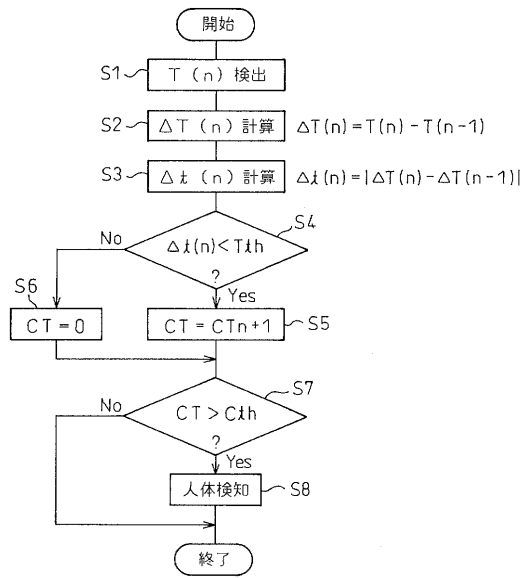 開始
S1
T(n)検出
S2
ΔT(n)計算 ΔT(n)=T(n)-T(n-1)
S3
Δt(n)計算 Δt(n)=|ΔT(n)-ΔT(n-1)|
S4
Δt(n)<Tth
?
No
Yes
S6
CT=0
CT=CTn+1
S5
S7
CT>Cth
?
No
Yes
人体検知
S8
終了